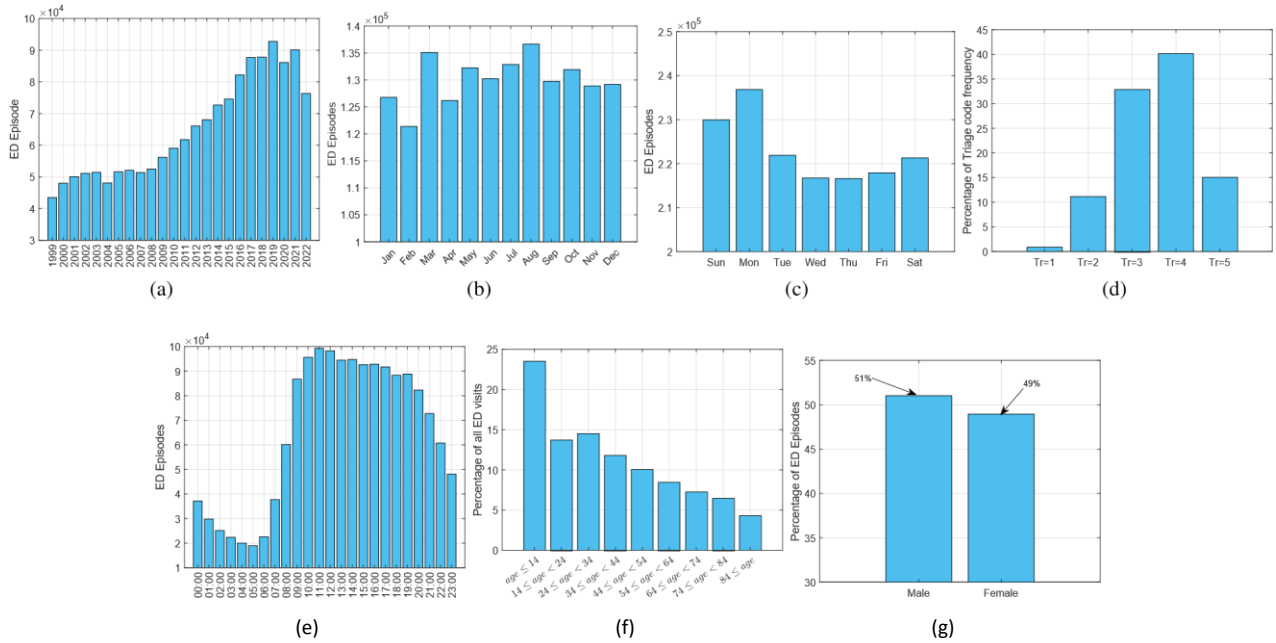 ×10^4
ED Episode
10
9
8
7
6
5
4
3
1999 2000 2001 2002 2003 2004 2005 2006 2007 2008 2009 2010 2011 2012 2013 2014 2015 2016 2017 2018 2019 2020 2021 2022
(a)
×10^5
ED Episodes
1.4
1.35
1.3
1.25
1.2
1.15
1.1
1.05
1
Jan Feb Mar Apr May Jun Jul Aug Sep Oct Nov Dec
(b)
×10^5
ED Episodes
2.5
2.4
2.3
2.2
2.1
2
Sun Mon Tue Wed Thu Fri Sat
(c)
Percentage of Triage code frequency
45
40
35
30
25
20
15
10
5
0
Tr=1 Tr=2 Tr=3 Tr=4 Tr=5
(d)
×10^4
ED Episodes
10
9
8
7
6
5
4
3
2
1
00:00 01:00 02:00 03:00 04:00 05:00 06:00 07:00 08:00 09:00 10:00 11:00 12:00 13:00 14:00 15:00 16:00 17:00 18:00 19:00 20:00 21:00 22:00 23:00
(e)
Percentage of all ED visits
25
20
15
10
5
0
age ≤ 14
14 ≤ age < 24
24 ≤ age < 34
34 ≤ age < 44
44 ≤ age < 54
54 ≤ age < 64
64 ≤ age < 74
74 ≤ age < 84
84 ≤ age
(f)
Percentage of ED Episodes
55
50
45
40
35
30
51%
49%
Male Female
(g)